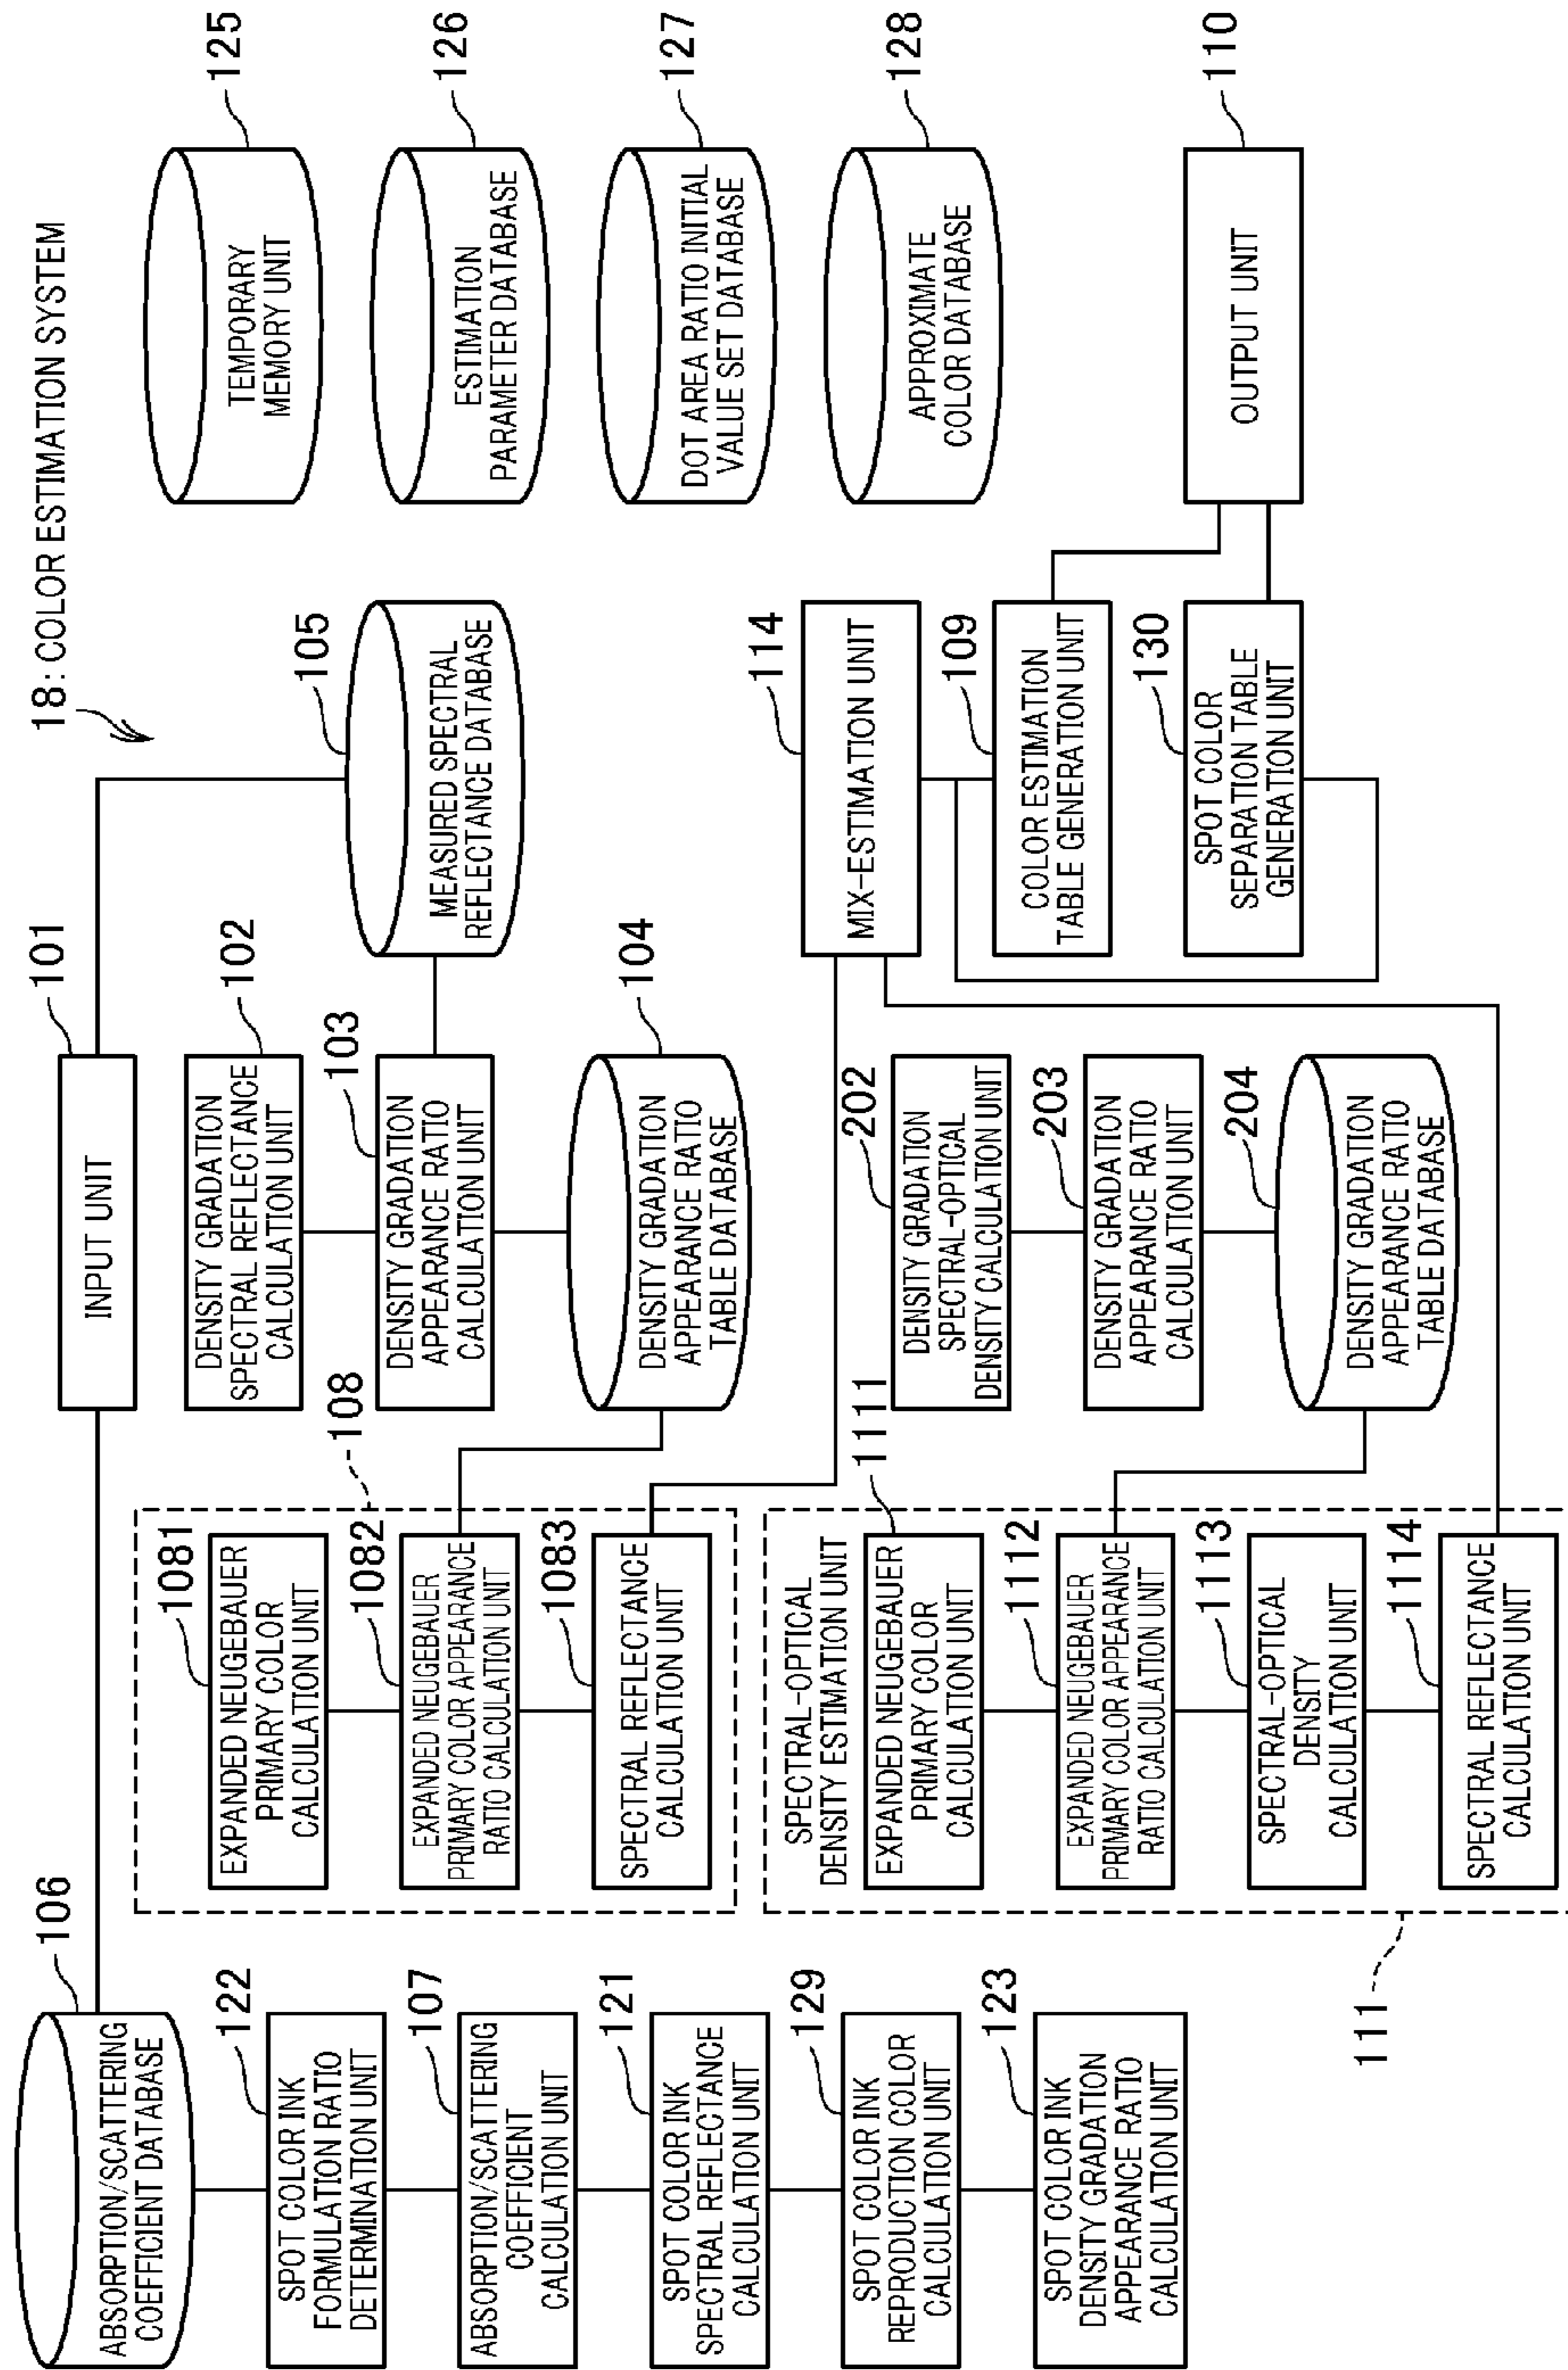 18: COLOR ESTIMATION SYSTEM
106
ABSORPTION/SCATTERING
COEFFICIENT DATABASE
122
SPOT COLOR INK
FORMULATION RATIO
DETERMINATION UNIT
107
ABSORPTION/SCATTERING
COEFFICIENT
CALCULATION UNIT
121
SPOT COLOR INK
SPECTRAL REFLECTANCE
CALCULATION UNIT
129
SPOT COLOR INK
REPRODUCTION COLOR
CALCULATION UNIT
123
SPOT COLOR INK
DENSITY GRADATION
APPEARANCE RATIO
CALCULATION UNIT
108
1081
EXPANDED NEUGEBAUER
PRIMARY COLOR
CALCULATION UNIT
1082
EXPANDED NEUGEBAUER
PRIMARY COLOR APPEARANCE
RATIO CALCULATION UNIT
1083
SPECTRAL REFLECTANCE
CALCULATION UNIT
SPECTRAL-OPTICAL
DENSITY ESTIMATION UNIT
1111
EXPANDED NEUGEBAUER
PRIMARY COLOR
CALCULATION UNIT
1112
EXPANDED NEUGEBAUER
PRIMARY COLOR APPEARANCE
RATIO CALCULATION UNIT
1113
SPECTRAL-OPTICAL
DENSITY
CALCULATION UNIT
1114
SPECTRAL REFLECTANCE
CALCULATION UNIT
111
101
INPUT UNIT
102
DENSITY GRADATION
SPECTRAL REFLECTANCE
CALCULATION UNIT
103
DENSITY GRADATION
APPEARANCE RATIO
CALCULATION UNIT
104
DENSITY GRADATION
APPEARANCE RATIO
TABLE DATABASE
202
DENSITY GRADATION
SPECTRAL-OPTICAL
DENSITY CALCULATION UNIT
203
DENSITY GRADATION
APPEARANCE RATIO
CALCULATION UNIT
204
DENSITY GRADATION
APPEARANCE RATIO
TABLE DATABASE
105
MEASURED SPECTRAL
REFLECTANCE DATABASE
114
MIX-ESTIMATION UNIT
109
COLOR ESTIMATION
TABLE GENERATION UNIT
130
SPOT COLOR
SEPARATION TABLE
GENERATION UNIT
125
TEMPORARY
MEMORY UNIT
126
ESTIMATION
PARAMETER DATABASE
127
DOT AREA RATIO INITIAL
VALUE SET DATABASE
128
APPROXIMATE
COLOR DATABASE
110
OUTPUT UNIT